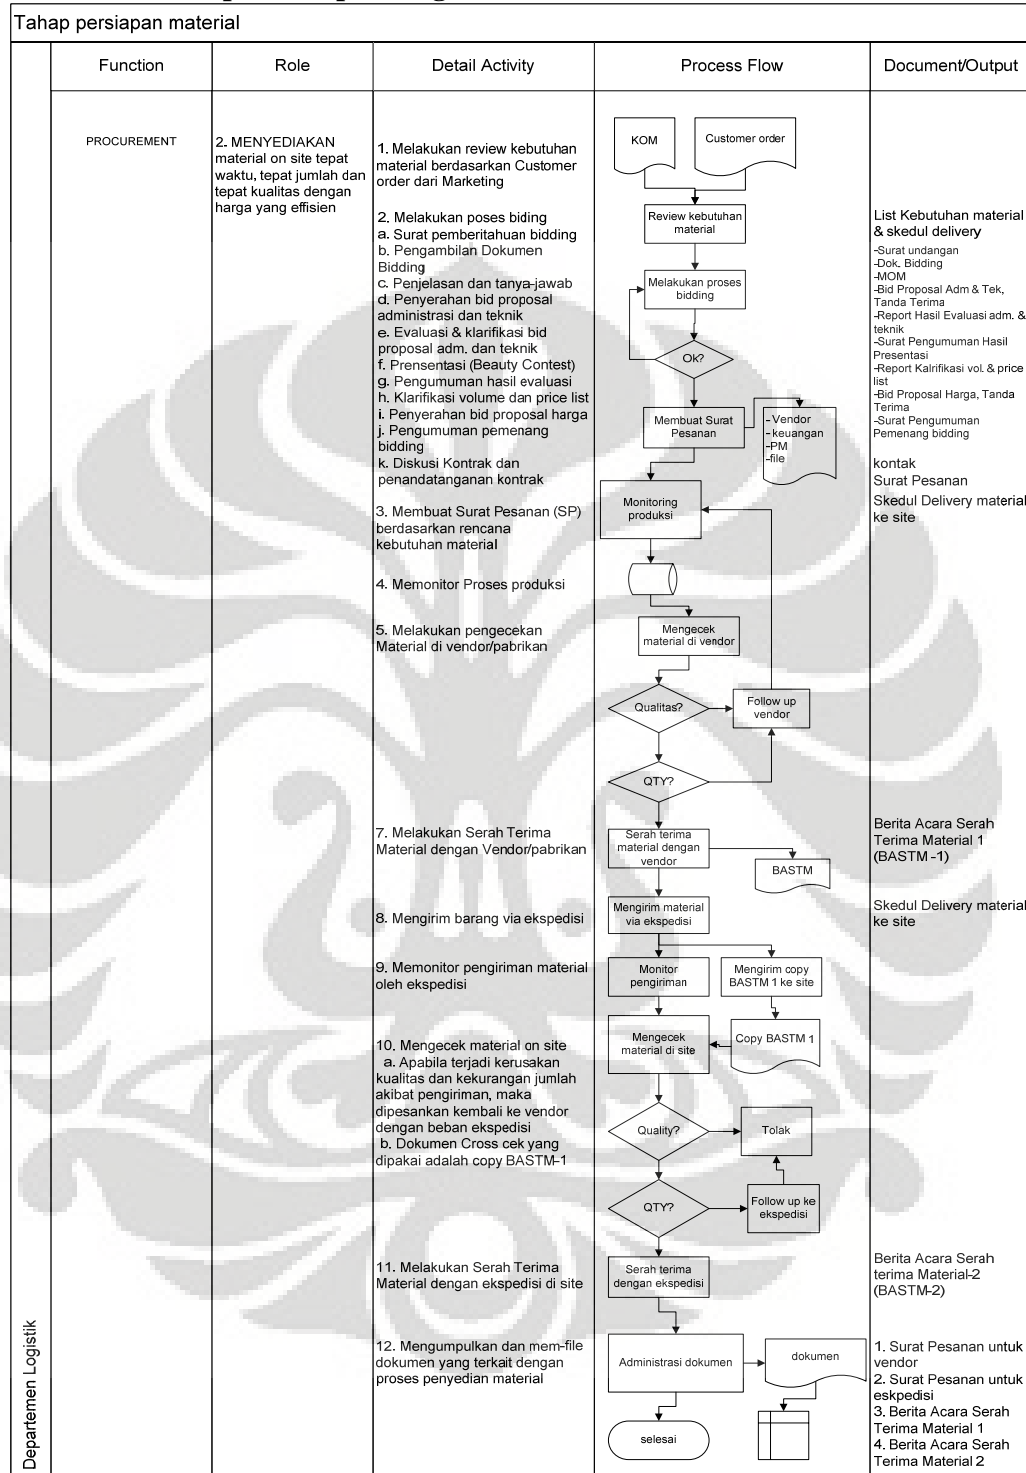 Tahap persiapan material
Function
Role
Detail Activity
Process Flow
Document/Output
Departemen Logistik
PROCUREMENT
2. MENYEDIAKAN
material on site tepat
waktu, tepat jumlah dan
tepat kualitas dengan
harga yang effisien
1. Melakukan review kebutuhan
material berdasarkan Customer
order dari Marketing
2. Melakukan poses biding
a. Surat pemberitahuan bidding
b. Pengambilan Dokumen
Bidding
c. Penjelasan dan tanya-jawab
d. Penyerahan bid proposal
administrasi dan teknik
e. Evaluasi & klarifikasi bid
proposal adm. dan teknik
f. Prensentasi (Beauty Contest)
g. Pengumuman hasil evaluasi
h. Klarifikasi volume dan price list
i. Penyerahan bid proposal harga
j. Pengumuman pemenang
bidding
k. Diskusi Kontrak dan
penandatanganan kontrak
3. Membuat Surat Pesanan (SP)
berdasarkan rencana
kebutuhan material
4. Memonitor Proses produksi
5. Melakukan pengecekan
Material di vendor/pabrikan
7. Melakukan Serah Terima
Material dengan Vendor/pabrikan
8. Mengirim barang via ekspedisi
9. Memonitor pengiriman material
oleh ekspedisi
10. Mengecek material on site
a. Apabila terjadi kerusakan
kualitas dan kekurangan jumlah
akibat pengiriman, maka
dipesankan kembali ke vendor
dengan beban ekspedisi
b. Dokumen Cross cek yang
dipakai adalah copy BASTM-1
11. Melakukan Serah Terima
Material dengan ekspedisi di site
12. Mengumpulkan dan mem-file
dokumen yang terkait dengan
proses penyedian material
KOM
Customer order
Review kebutuhan
material
Melakukan proses
bidding
Ok?
Membuat Surat
Pesanan
- Vendor
- keuangan
-PM
-file
Monitoring
produksi
Mengecek
material di vendor
Qualitas?
Follow up
vendor
QTY?
Serah terima
material dengan
vendor
BASTM
Mengirim material
via ekspedisi
Monitor
pengiriman
Mengirim copy
BASTM 1 ke site
Mengecek
material di site
Copy BASTM 1
Quality?
Tolak
QTY?
Follow up ke
ekspedisi
Serah terima
dengan ekspedisi
Administrasi dokumen
dokumen
selesai
List Kebutuhan material
& skedul delivery
-Surat undangan
-Dok. Bidding
-MOM
-Bid Proposal Adm & Tek,
Tanda Terima
-Report Hasil Evaluasi adm. &
teknik
-Surat Pengumuman Hasil
Presentasi
-Report Kalrifikasi vol. & price
list
-Bid Proposal Harga, Tanda
Terima
-Surat Pengumuman
Pemenang bidding
kontak
Surat Pesanan
Skedul Delivery material
ke site
Berita Acara Serah
Terima Material 1
(BASTM -1)
Skedul Delivery material
ke site
Berita Acara Serah
terima Material-2
(BASTM-2)
1. Surat Pesanan untuk
vendor
2. Surat Pesanan untuk
eskpedisi
3. Berita Acara Serah
Terima Material 1
4. Berita Acara Serah
Terima Material 2